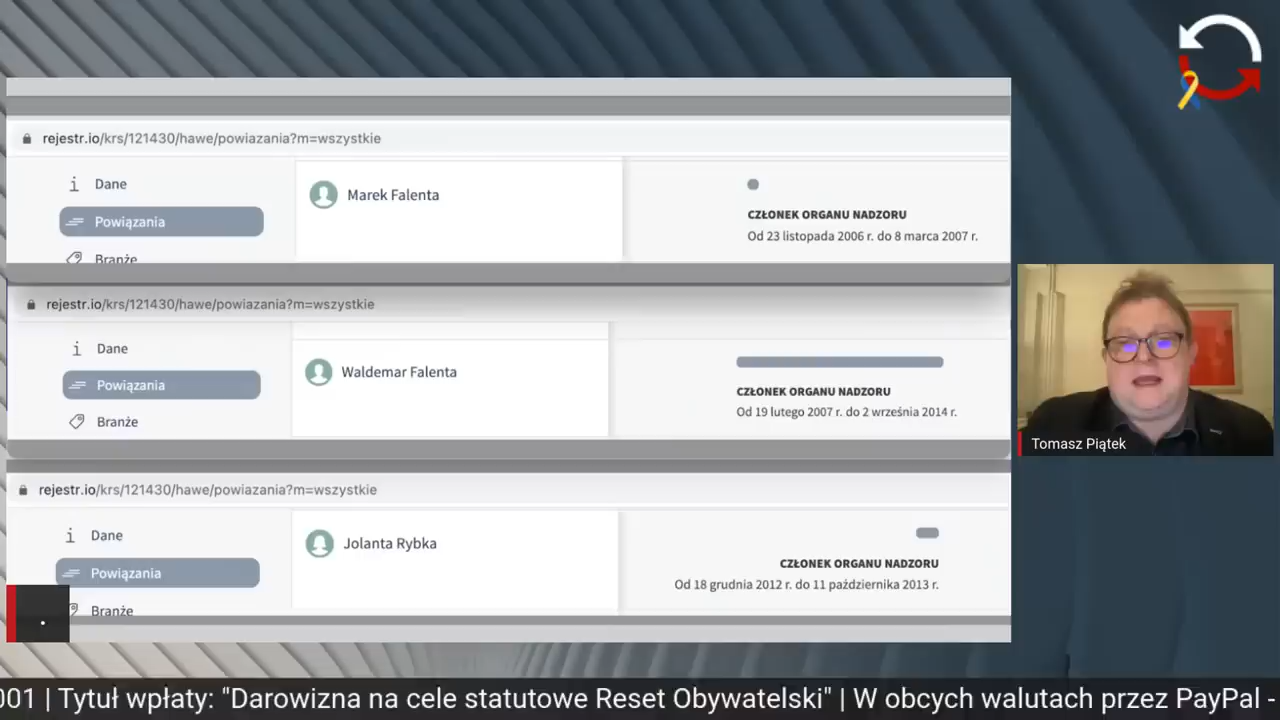 rejestr.io/krs/121430/hawe/powiazania?m=wszystkie
Dane
Powiązania
Branże
Marek Falenta
CZŁONEK ORGANU NADZORU
Od 23 listopada 2006 r. do 8 marca 2007 r.
rejestr.io/krs/121430/hawe/powiazania?m=wszystkie
Dane
Powiązania
Branże
Waldemar Falenta
CZŁONEK ORGANU NADZORU
Od 19 lutego 2007 r. do 2 września 2014 r.
rejestr.io/krs/121430/hawe/powiazania?m=wszystkie
Dane
Powiązania
Branże
Jolanta Rybka
CZŁONEK ORGANU NADZORU
Od 18 grudnia 2012 r. do 11 października 2013 r.
Tomasz Piątek
.
001 | Tytuł wpłaty: "Darowizna na cele statutowe Reset Obywatelski" | W obcych walutach przez PayPal -